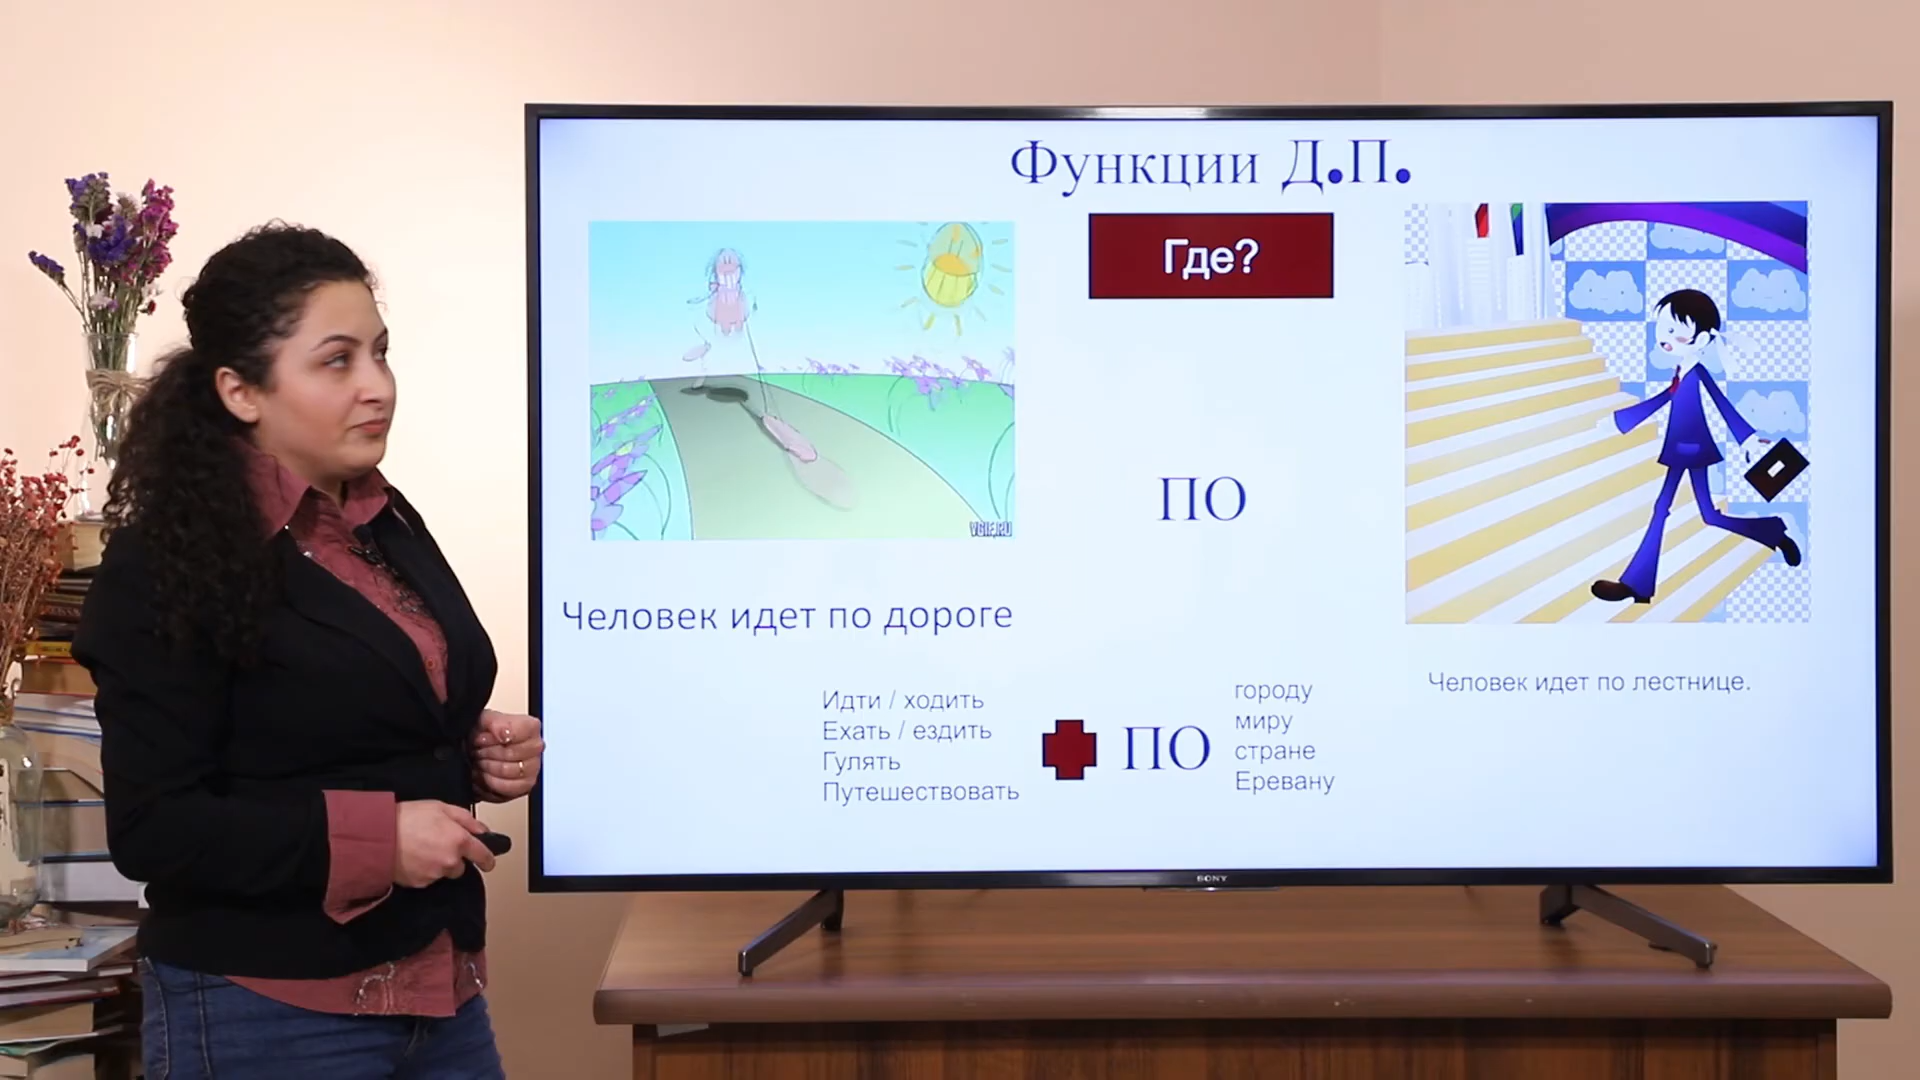 Функции Д.П.
Где?
YGIF.RU
ПО
Человек идет по дороге
Человек идет по лестнице.
Идти / ходить
Ехать / ездить
Гулять
Путешествовать
ПО
городу
миру
стране
Еревану
SONY